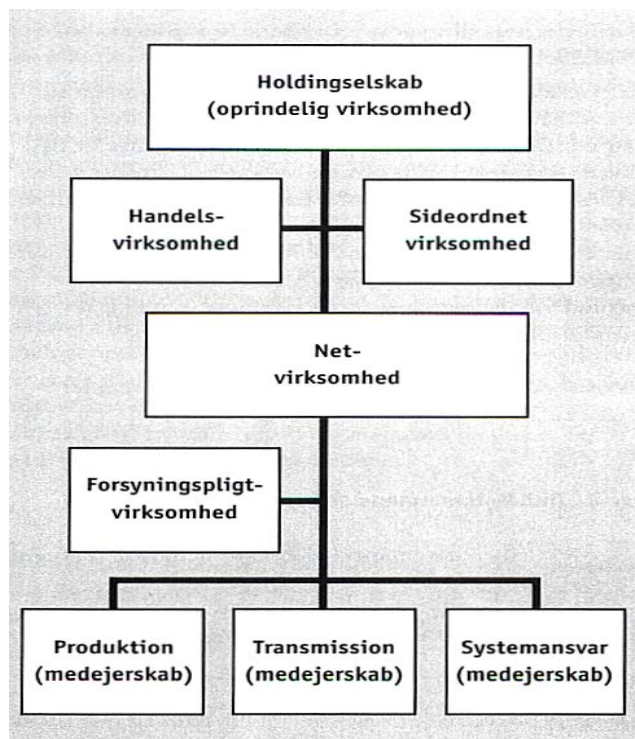 Holdingselskab
(oprindelig virksomhed)
Handels-
virksomhed
Sideordnet
virksomhed
Net-
virksomhed
Forsyningspligt-
virksomhed
Produktion
(medejerskab)
Transmission
(medejerskab)
Systemansvar
(medejerskab)